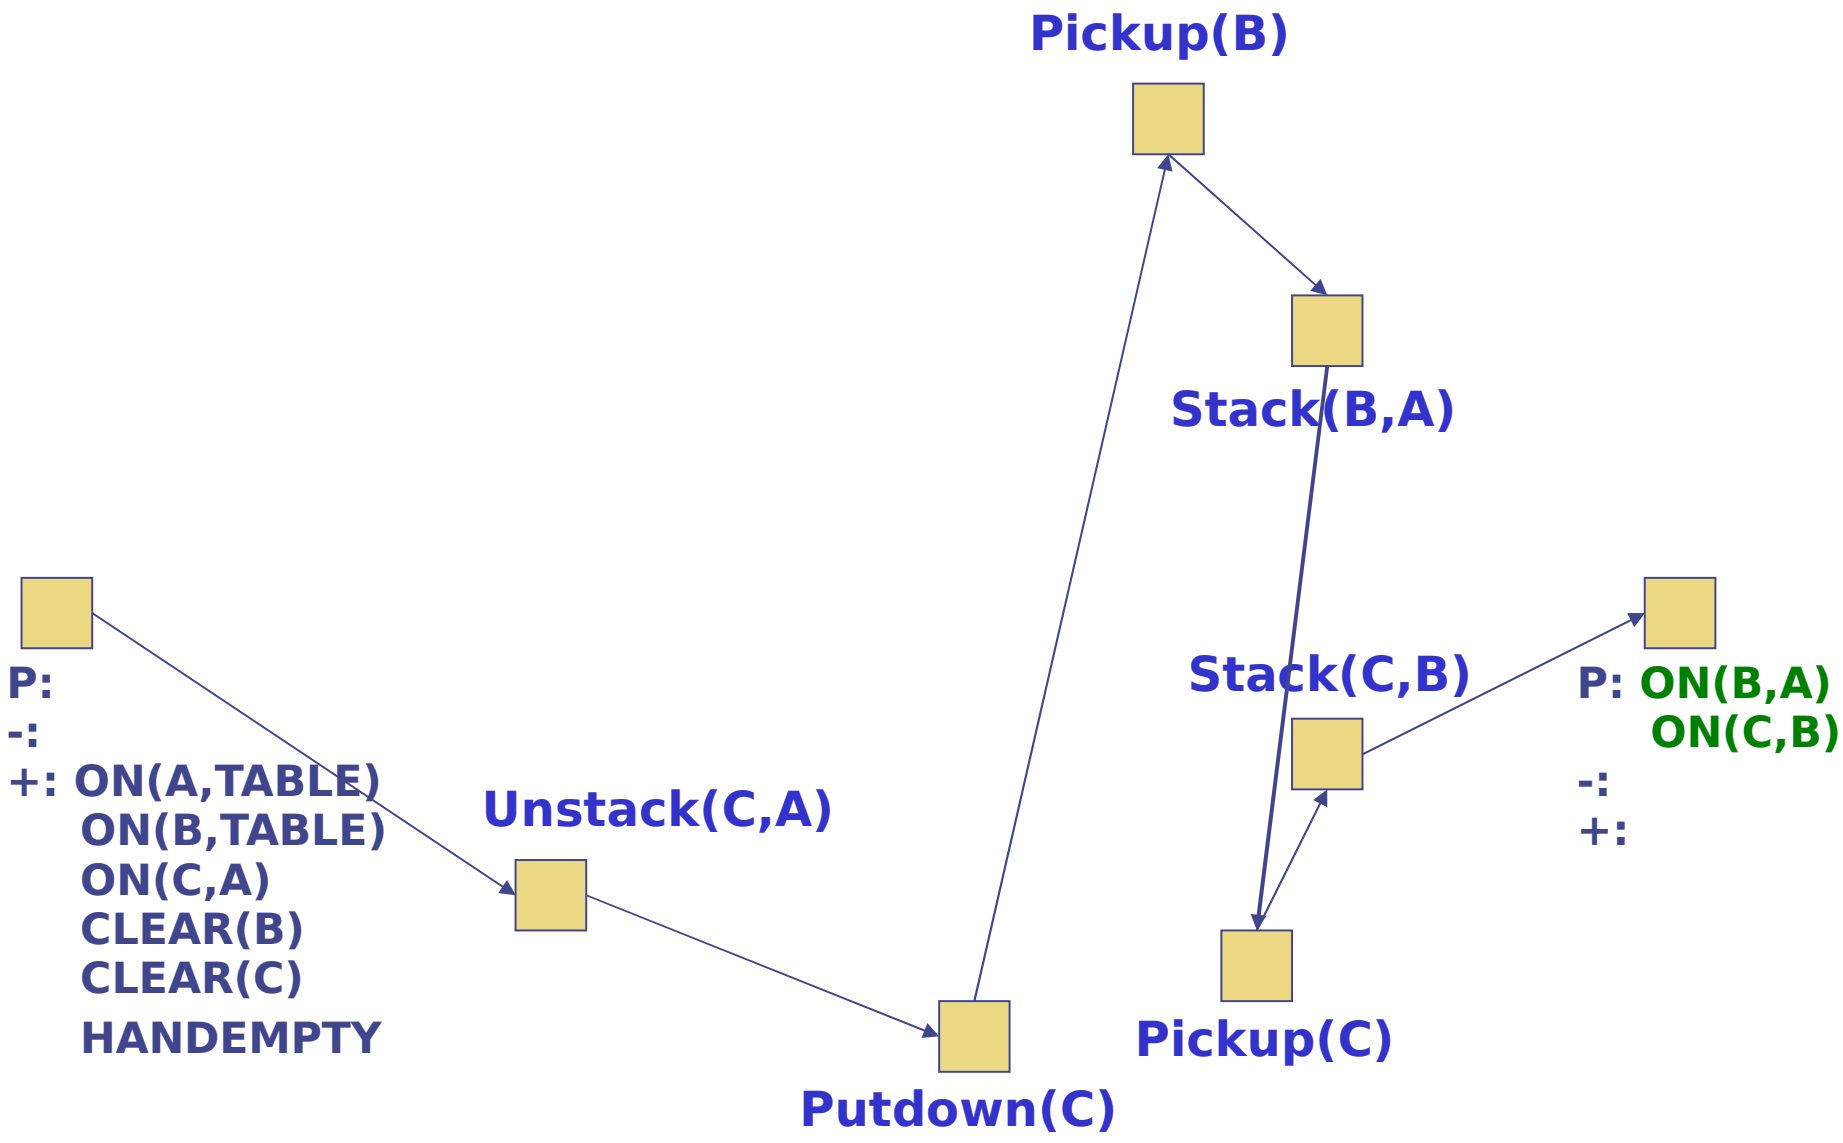 Pickup(B)
Stack(B,A)
Stack(C,B)
P:
-:
+: ON(A,TABLE)
ON(B,TABLE)
ON(C,A)
CLEAR(B)
CLEAR(C)
HANDEMPTY
Unstack(C,A)
Putdown(C)
Pickup(C)
P: ON(B,A)
ON(C,B)
-:
+: